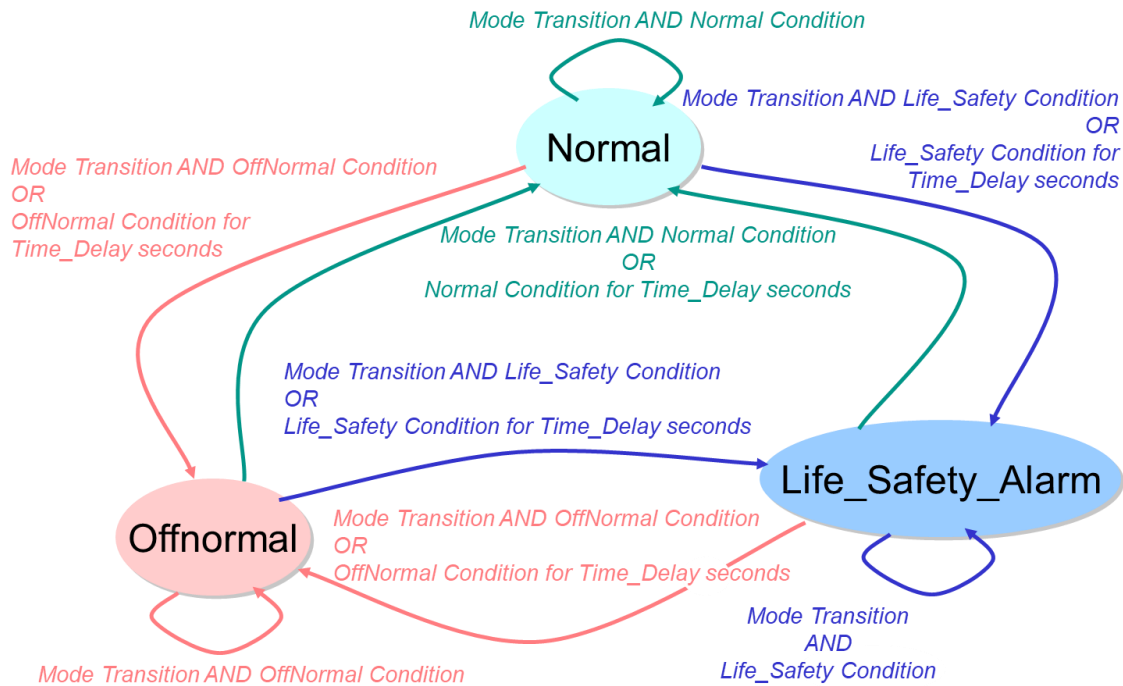 Mode Transition AND Normal Condition
Mode Transition AND Life_Safety Condition
OR
Life_Safety Condition for
Time_Delay seconds
Normal
Mode Transition AND OffNormal Condition
OR
OffNormal Condition for
Time_Delay seconds
Mode Transition AND Normal Condition
OR
Normal Condition for Time_Delay seconds
Mode Transition AND Life_Safety Condition
OR
Life_Safety Condition for Time_Delay seconds
Life_Safety_Alarm
Offnormal
Mode Transition AND OffNormal Condition
OR
OffNormal Condition for Time_Delay seconds
Mode Transition
AND
Life_Safety Condition
Mode Transition AND OffNormal Condition